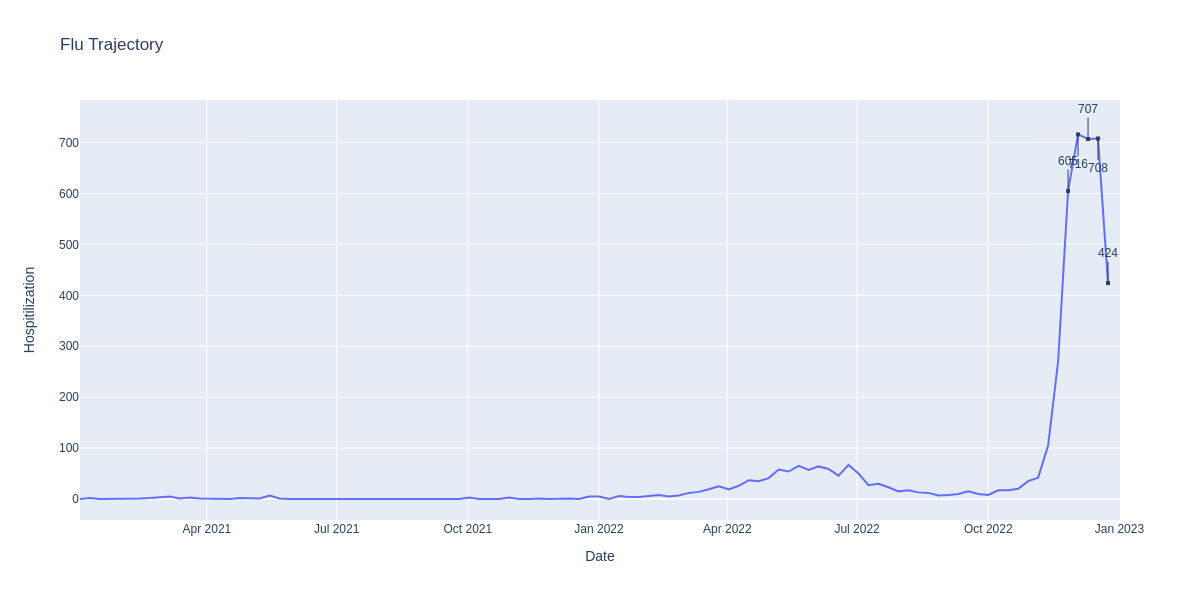 Flu Trajectory
707
700
605
716
708
600
500
424
400
300
200
100
0
Hospitilization
Apr 2021
Jul 2021
Oct 2021
Jan 2022
Apr 2022
Jul 2022
Oct 2022
Jan 2023
Date